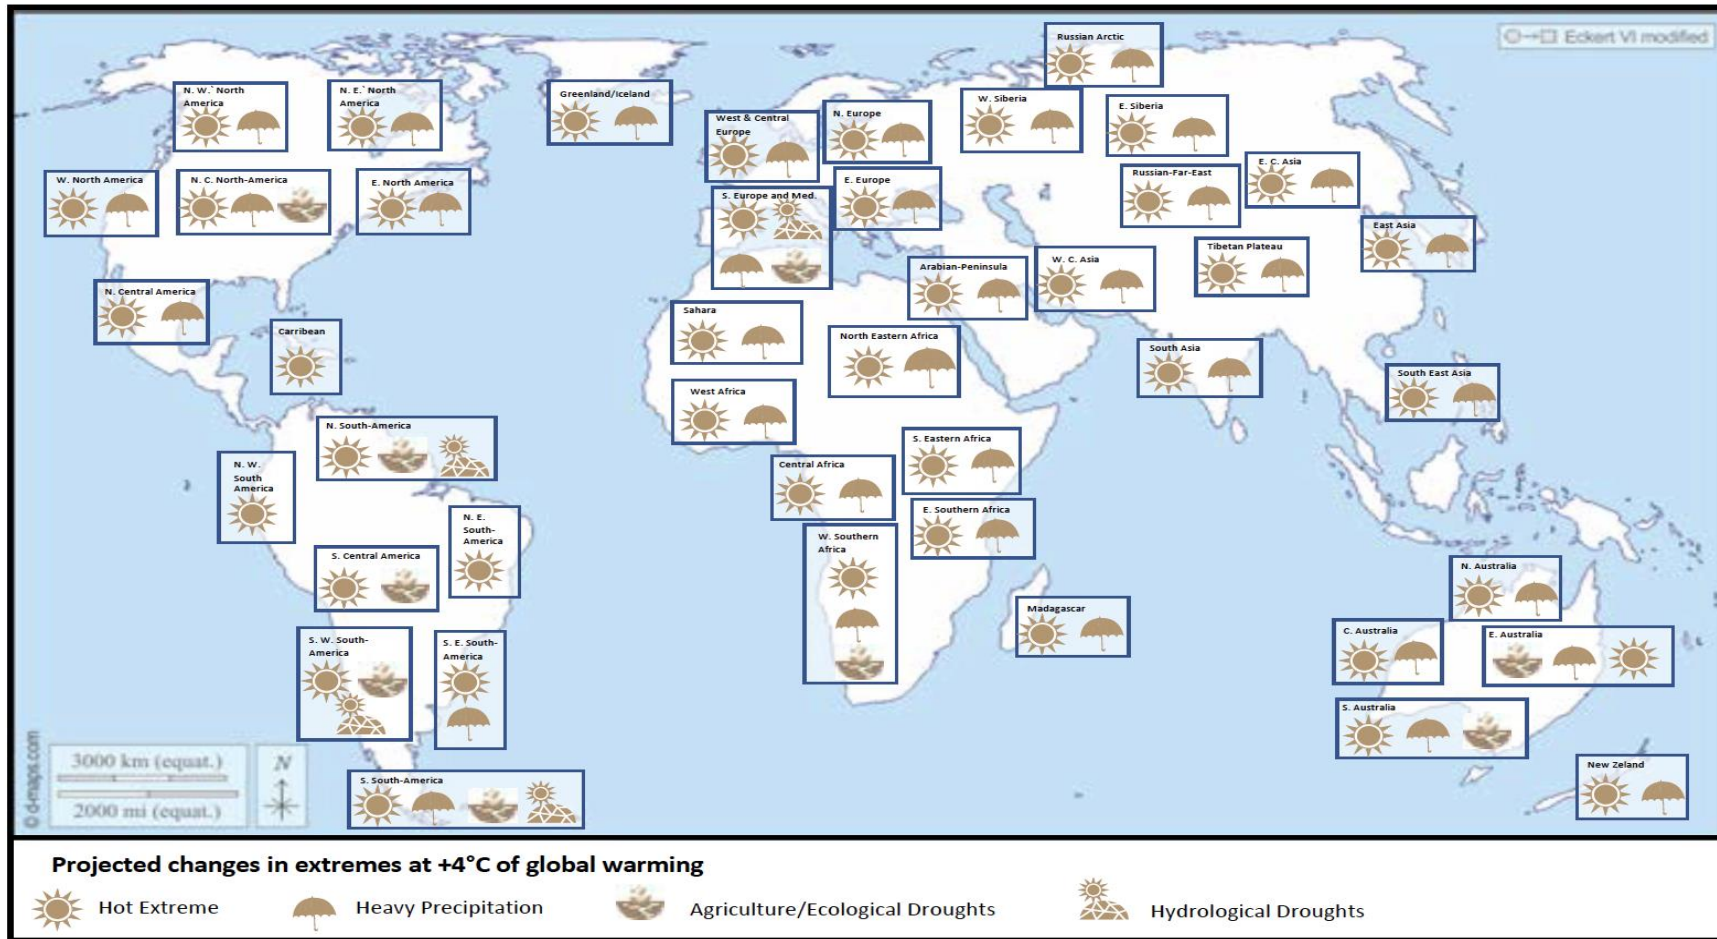 Eckert VI modified
Russian Arctic
N. W.` North
America
N. E.` North
America
Greenland/Iceland
West & Central
Europe
N. Europe
W. Siberia
E. Siberia
E. C. Asia
W. North America
N. C. North-America
E. North America
S. Europe and Med.
E. Europe
Russian-Far-East
East Asia
Tibetan Plateau
W. C. Asia
Arabian-Peninsula
N. Central America
Carribean
Sahara
North Eastern Africa
South Asia
South East Asia
West Africa
N. South-America
N. W.
South
America
Central Africa
S. Eastern Africa
E. Southern Africa
N. E.
South-
America
S. Central America
W. Southern
Africa
Madagascar
N. Australia
C. Australia
E. Australia
S. W. South-
America
S. E. South-
America
S. Australia
New Zeland
S. South-America
© d-maps.com
3000 km (equat.)
2000 mi (equat.)
N
Projected changes in extremes at +4°C of global warming
Hot Extreme
Heavy Precipitation
Agriculture/Ecological Droughts
Hydrological Droughts